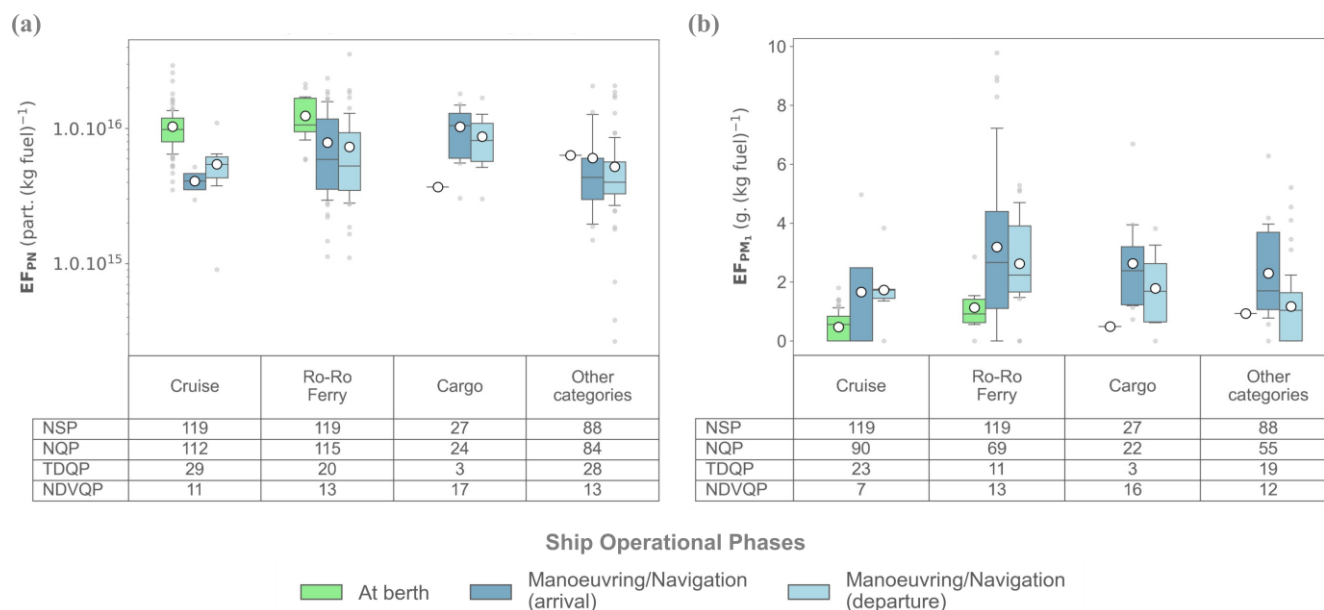 (a)
EF_PN (part. (kg fuel)⁻¹)
1.0.10¹⁶
1.0.10¹⁵
Cruise
Ro-Ro
Ferry
Cargo
Other
categories
NSP 119 119 27 88
NQP 112 115 24 84
TDQP 29 20 3 28
NDVQP 11 13 17 13
(b)
EF_PM₁ (g. (kg fuel)⁻¹)
10
8
6
4
2
0
Cruise
Ro-Ro
Ferry
Cargo
Other
categories
NSP 119 119 27 88
NQP 90 69 22 55
TDQP 23 11 3 19
NDVQP 7 13 16 12
Ship Operational Phases
At berth
Manoeuvring/Navigation
(arrival)
Manoeuvring/Navigation
(departure)